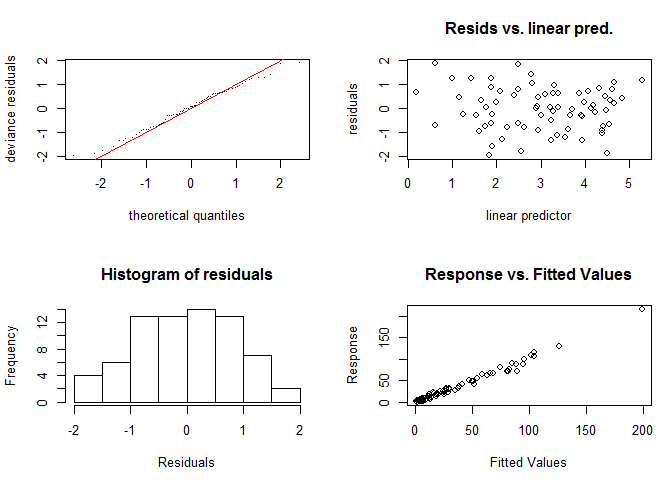 deviance residuals
2
1
0
-1
-2
-2 -1 0 1 2
theoretical quantiles
Resids vs. linear pred.
residuals
2
1
0
-1
-2
0 1 2 3 4 5
linear predictor
Histogram of residuals
Frequency
12
8
4
0
-2 -1 0 1 2
Residuals
Response vs. Fitted Values
Response
150
50
0
0 50 100 150 200
Fitted Values